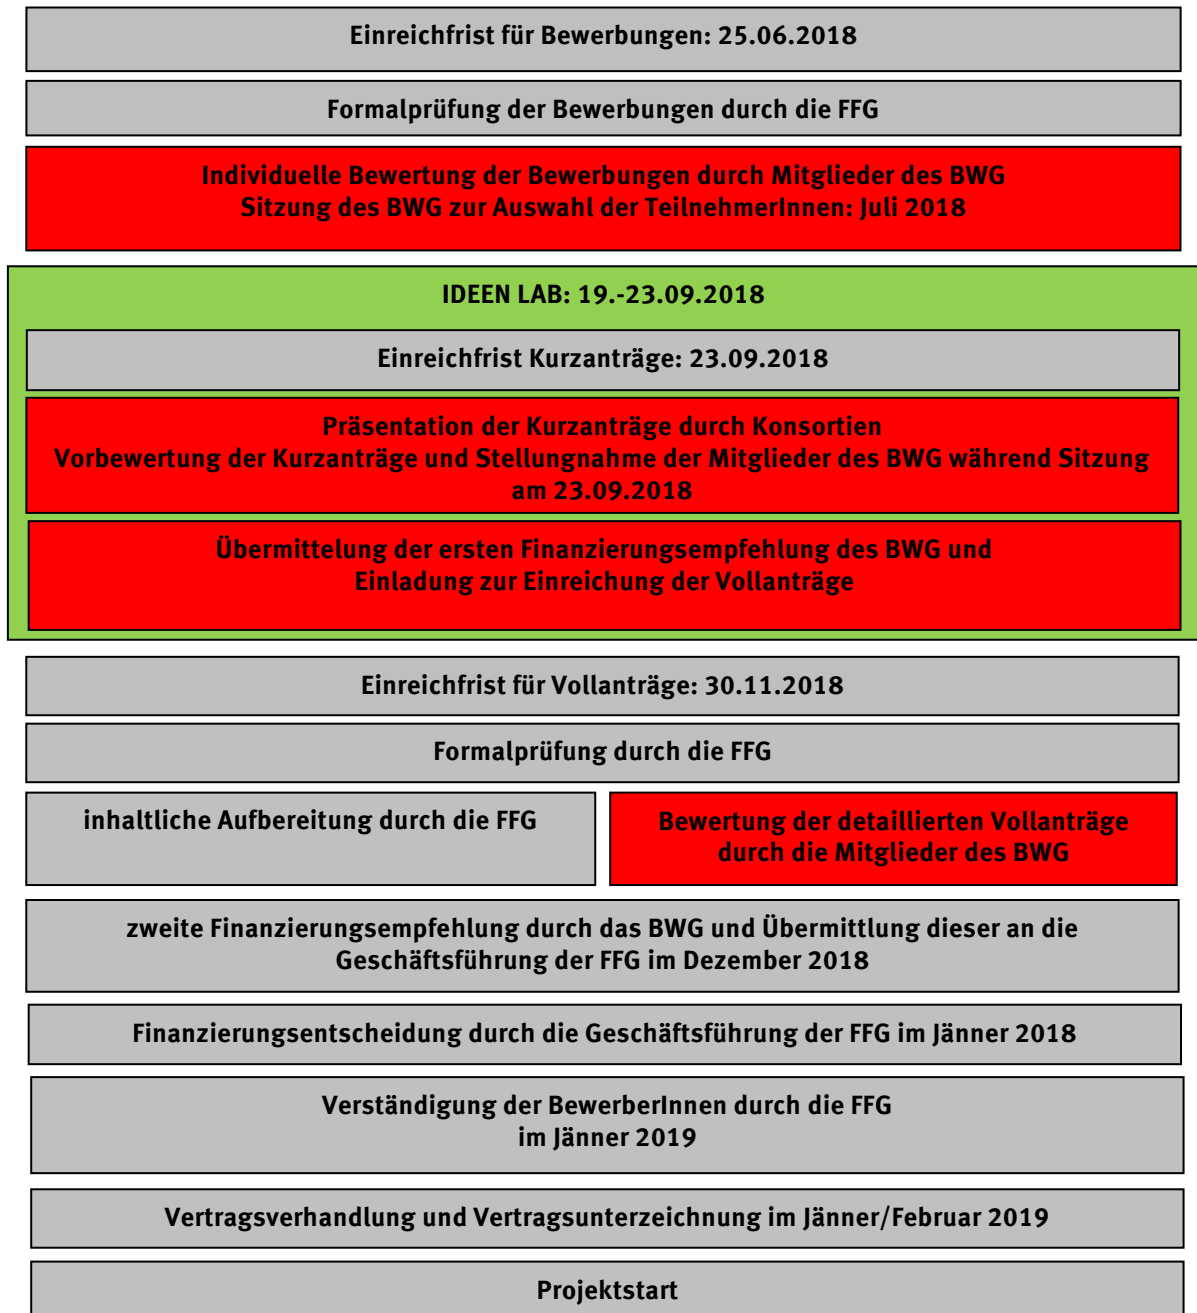 Einreichfrist für Bewerbungen: 25.06.2018
Formalprüfung der Bewerbungen durch die FFG
Individuelle Bewertung der Bewerbungen durch Mitglieder des BWG
Sitzung des BWG zur Auswahl der TeilnehmerInnen: Juli 2018
IDEEN LAB: 19.-23.09.2018
Einreichfrist Kurzanträge: 23.09.2018
Präsentation der Kurzanträge durch Konsortien
Vorbewertung der Kurzanträge und Stellungnahme der Mitglieder des BWG während Sitzung
am 23.09.2018
Übermittelung der ersten Finanzierungsempfehlung des BWG und
Einladung zur Einreichung der Vollanträge
Einreichfrist für Vollanträge: 30.11.2018
Formalprüfung durch die FFG
inhaltliche Aufbereitung durch die FFG
Bewertung der detaillierten Vollanträge
durch die Mitglieder des BWG
zweite Finanzierungsempfehlung durch das BWG und Übermittlung dieser an die
Geschäftsführung der FFG im Dezember 2018
Finanzierungsentscheidung durch die Geschäftsführung der FFG im Jänner 2018
Verständigung der BewerberInnen durch die FFG
im Jänner 2019
Vertragsverhandlung und Vertragsunterzeichnung im Jänner/Februar 2019
Projektstart